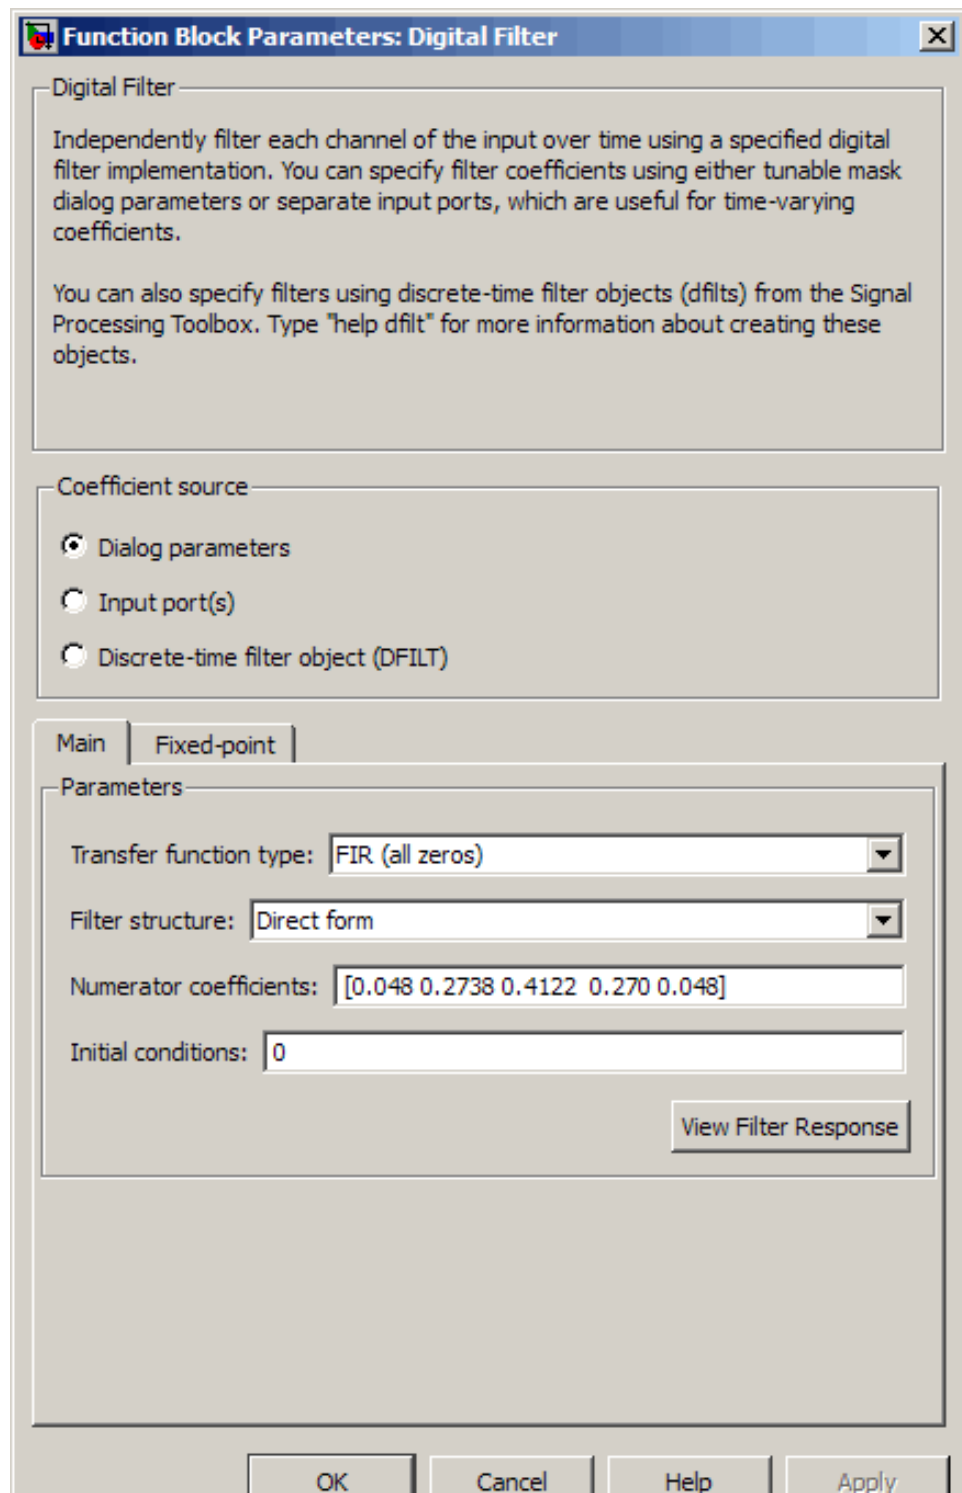 Function Block Parameters: Digital Filter
Digital Filter
Independently filter each channel of the input over time using a specified digital
filter implementation. You can specify filter coefficients using either tunable mask
dialog parameters or separate input ports, which are useful for time-varying
coefficients.
You can also specify filters using discrete-time filter objects (dfilts) from the Signal
Processing Toolbox. Type "help dfilt" for more information about creating these
objects.
Coefficient source
Dialog parameters
Input port(s)
Discrete-time filter object (DFILT)
Main Fixed-point
Parameters
Transfer function type: FIR (all zeros)
Filter structure: Direct form
Numerator coefficients: [0.048 0.2738 0.4122  0.270 0.048]
Initial conditions: 0
View Filter Response
OK Cancel Help Apply